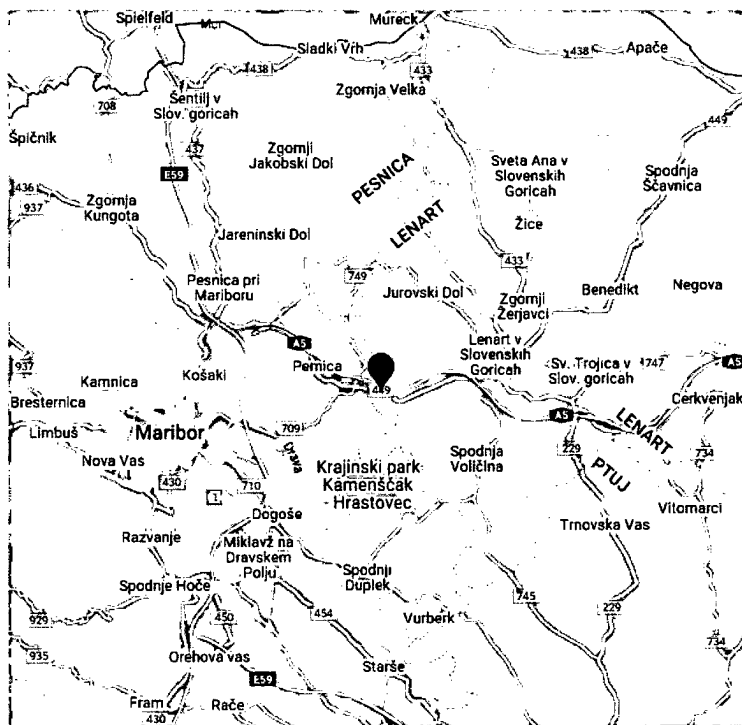 Spielfeld
Mureck
Sladki Vrh
438
438
Apače
433
Zgornja Velka
708
Šentilj v
Slov. goricah
449
Špičnik
437
Zgornji
Jakobski Dol
E59
PESNICA
LENART
Sveta Ana v
Slovenskih
Goricah
Spodnja
Ščavnica
436
937
Zgornja
Kungota
Jareninski Dol
Žice
433
749
Pesnica pri
Mariboru
Jurovski Dol
Zgornji
Žerjavci
Benedikt
Negova
A5
Lenart v
Slovenskih
Goricah
937
Kamnica
Košaki
Pernica
449
Sv. Trojica v
Slov. goricah
747
A5
Bresternica
Cerkvenjak
Limbuš
Maribor
709
A5
LENART
Nova Vas
Drava
Spodnja
Voličina
229
PTUJ
734
430
1
710
Krajinski park
Kamenščak
- Hrastovec
Vitomarci
Dogoše
Trnovska Vas
Razvanje
Miklavž na
Dravskem
Polju
Spodnji
Duplek
Spodnje Hoče
745
229
929
450
454
Vurberk
935
734
Orehova vas
Starše
E59
Fram
430
Rače